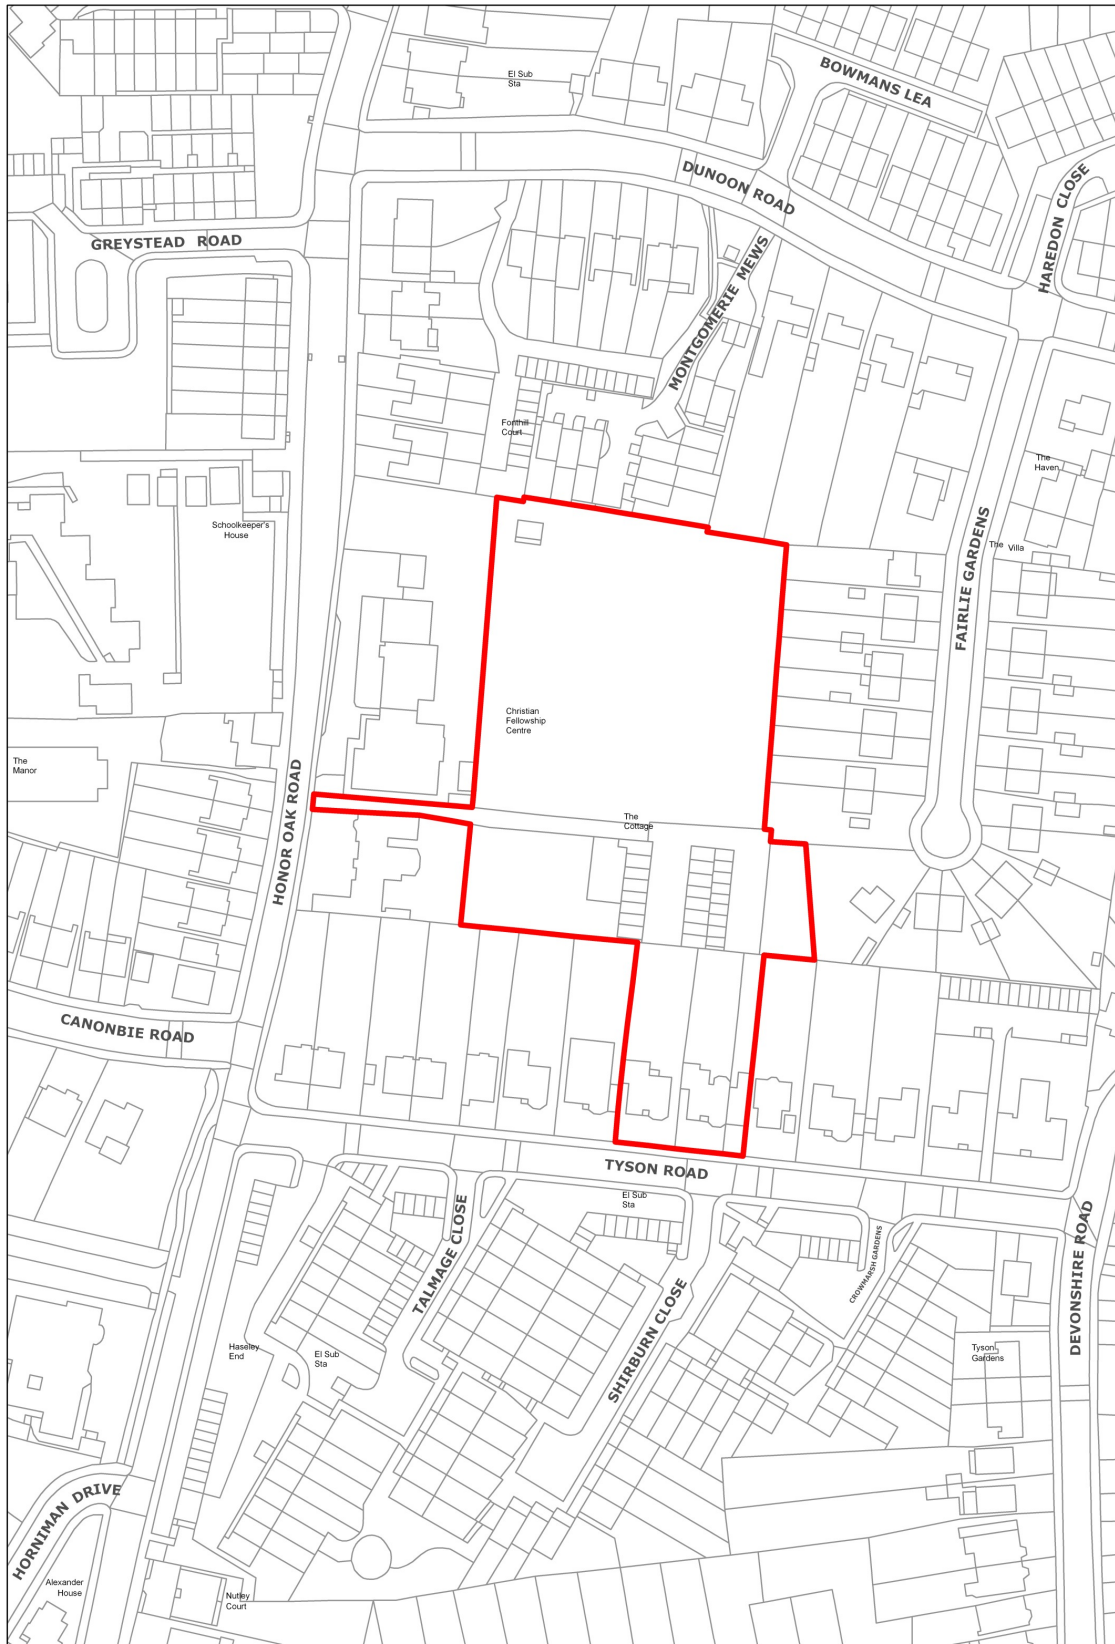 El Sub
Sta
BOWMANS LEA
DUNOON ROAD
HAREDON CLOSE
GREYSTEAD ROAD
MONTGOMERIE MEWS
Fonthill
Court
The
Haven
Schoolkeeper's
House
FAIRLIE GARDENS
The Villa
Christian
Fellowship
Centre
The
Manor
HONOR OAK ROAD
The
Cottage
CANONBIE ROAD
TYSON ROAD
El Sub
Sta
TALMAGE CLOSE
DEVONSHIRE ROAD
CROWMARSH GARDENS
SHIRBURN CLOSE
Haseley
End
El Sub
Sta
Tyson
Gardens
HORNIMAN DRIVE
Alexander
House
Nutley
Court